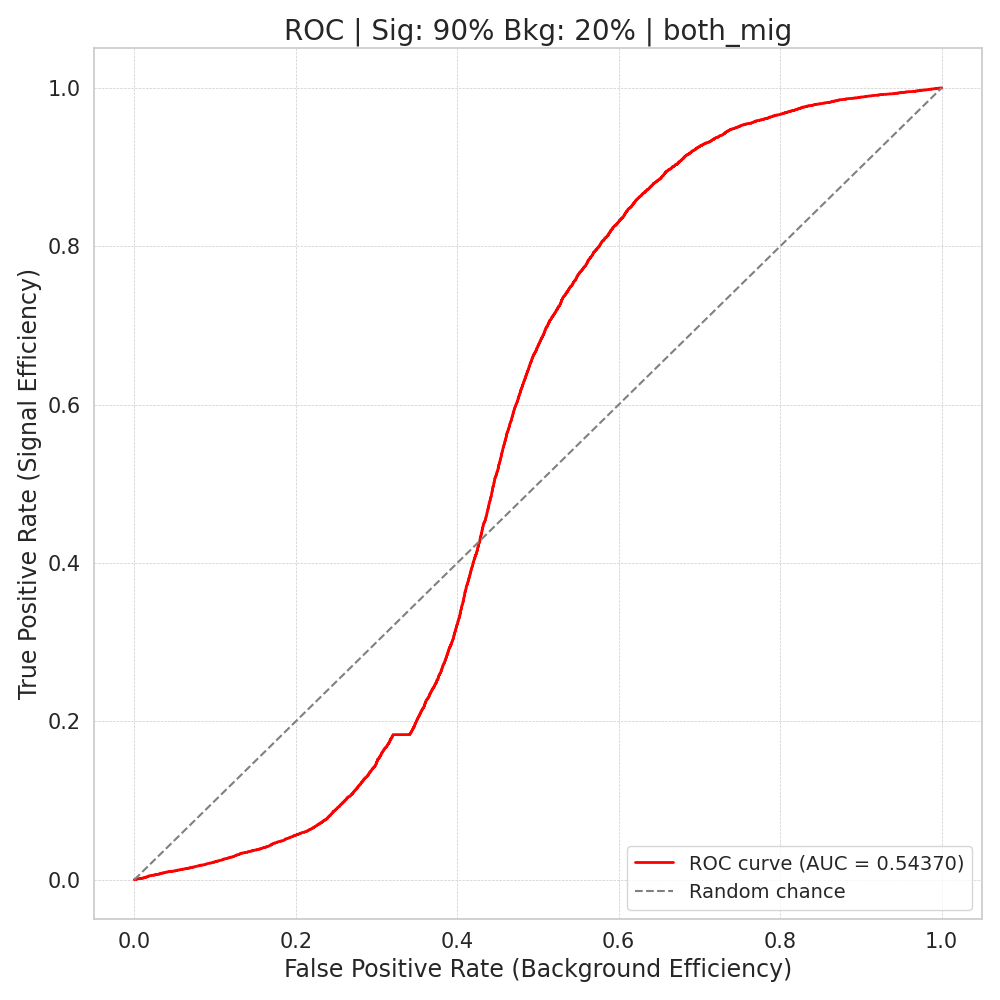 ROC | Sig: 90% Bkg: 20% | both_mig
True Positive Rate (Signal Efficiency)
1.0
0.8
0.6
0.4
0.2
0.0
0.0 0.2 0.4 0.6 0.8 1.0
False Positive Rate (Background Efficiency)
ROC curve (AUC = 0.54370)
Random chance